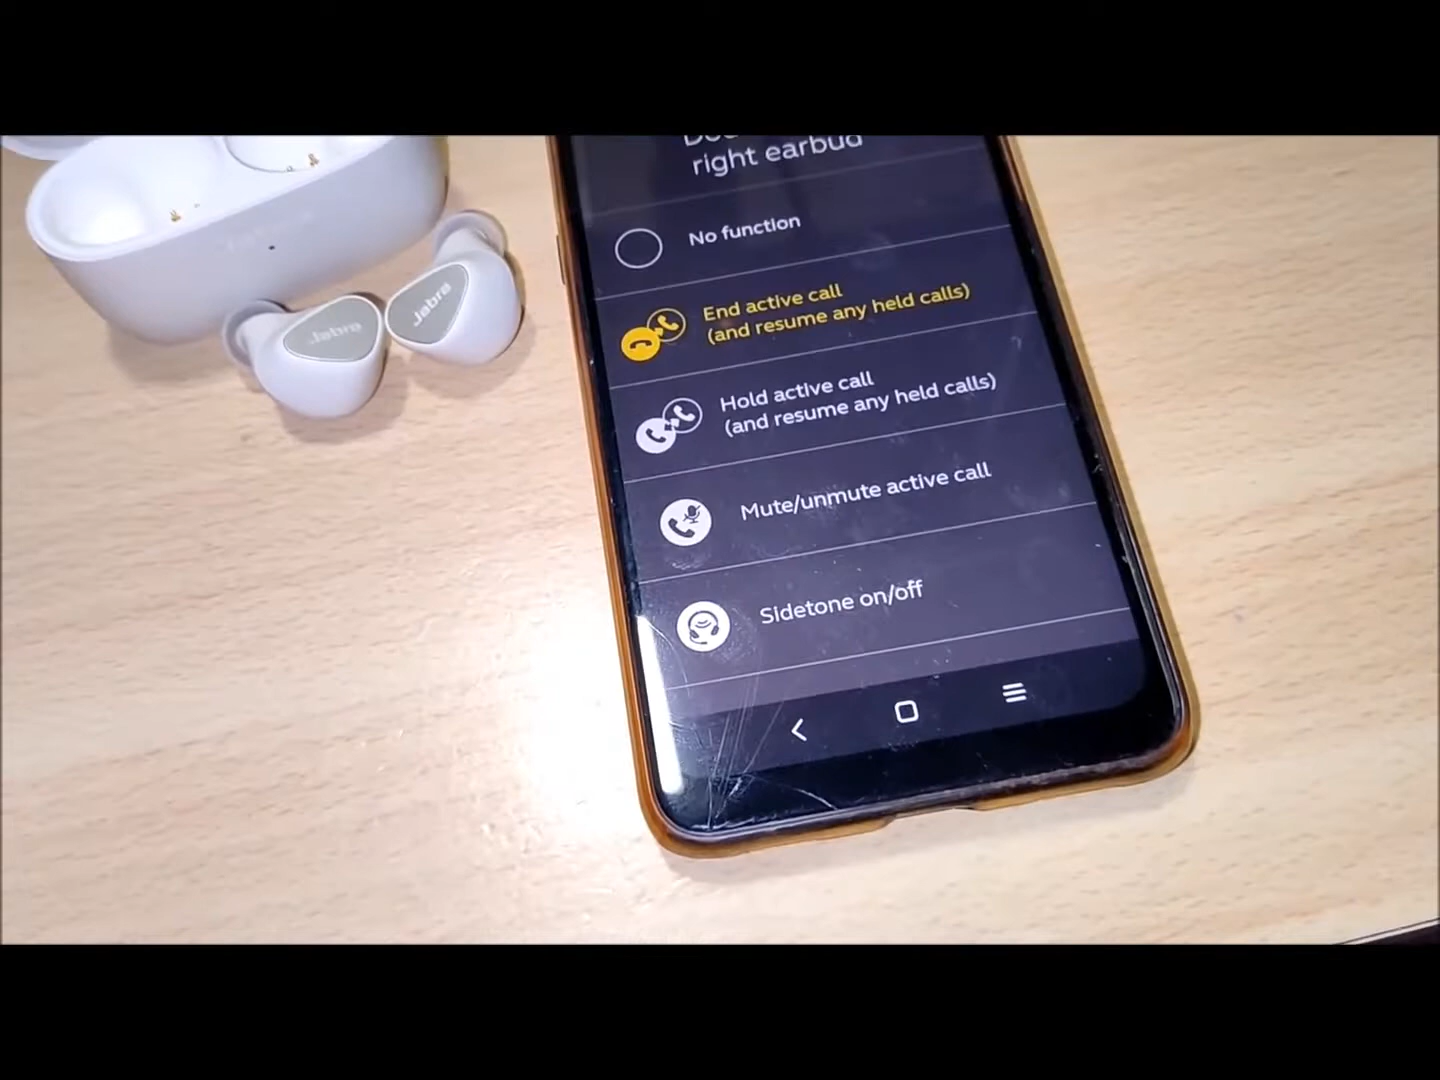 right earbud
No function
End active call
(and resume any held calls)
Hold active call
(and resume any held calls)
Mute/unmute active call
Sidetone on/off
Jabra
Jabra